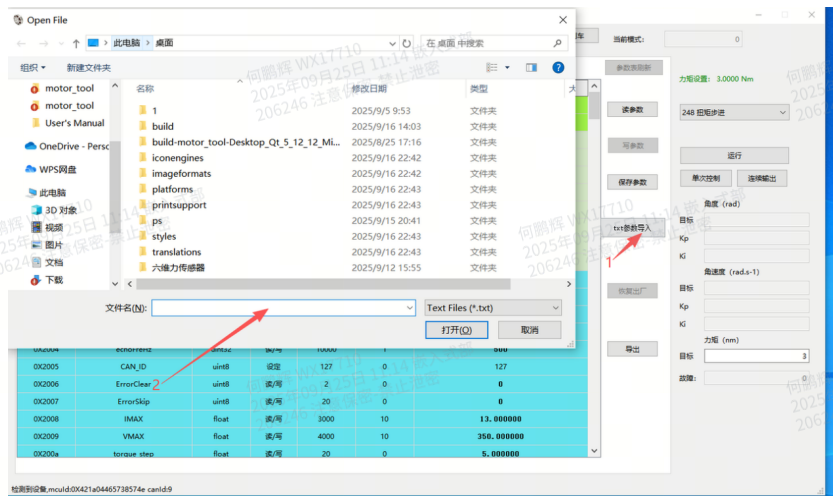 Open File
此电脑 > 桌面
在 桌面 中搜索
当前模式:
0
组织
新建文件夹
参数表刷新
力矩设置: 3.0000 Nm
名称
修改日期
类型
motor_tool
motor_tool
User's Manual
OneDrive - Perso
WPS网盘
此电脑
3D 对象
视频
图片
文档
下载
1 2025/9/5 9:53 文件夹
build 2025/9/16 14:03 文件夹
build-motor_tool-Desktop_Qt_5_12_12_Mi... 2025/8/25 17:16 文件夹
iconengines 2025/9/16 22:42 文件夹
imageformats 2025/9/16 22:42 文件夹
platforms 2025/9/16 22:43 文件夹
printsupport 2025/9/16 22:43 文件夹
ps 2025/9/15 20:41 文件夹
styles 2025/9/16 22:43 文件夹
translations 2025/9/16 22:43 文件夹
六维力传感器 2025/9/12 15:55 文件夹
文件名(N):
Text Files (*.txt)
打开(O)
取消
读参数
写参数
保存参数
txt参数导入
1
恢复出厂
导出
248 扭矩步进
运行
单次控制
连续输出
角度 (rad)
目标
Kp
Ki
角速度 (rad.s-1)
目标
Kp
Ki
力矩 (nm)
目标 3
故障: 0
0X2004 echoFreHz uint32 读/写 10000 1 500
0X2005 CAN_ID uint8 设定 127 0 127
0X2006 ErrorClear uint8 读/写 2 0 0
2
0X2007 ErrorSkip uint8 读/写 20 0 0
0X2008 IMAX float 读/写 3000 10 13.000000
0X2009 VMAX float 读/写 4000 10 350.000000
0X200a torque step float 读/写 20 0 5.000000
检测到设备,mcuId:0X421a04465738574e canId:9
何鹏辉 WX17710
2025年09月25日 11:14 嵌入式部
206246 注意保密 禁止泄密